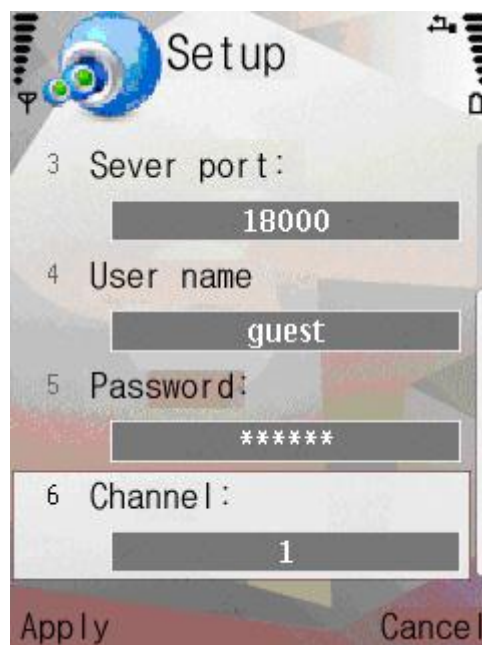 Setup
3 Sever port:
18000
4 User name
guest
5 Password:
******
6 Channel:
1
Apply Cancel